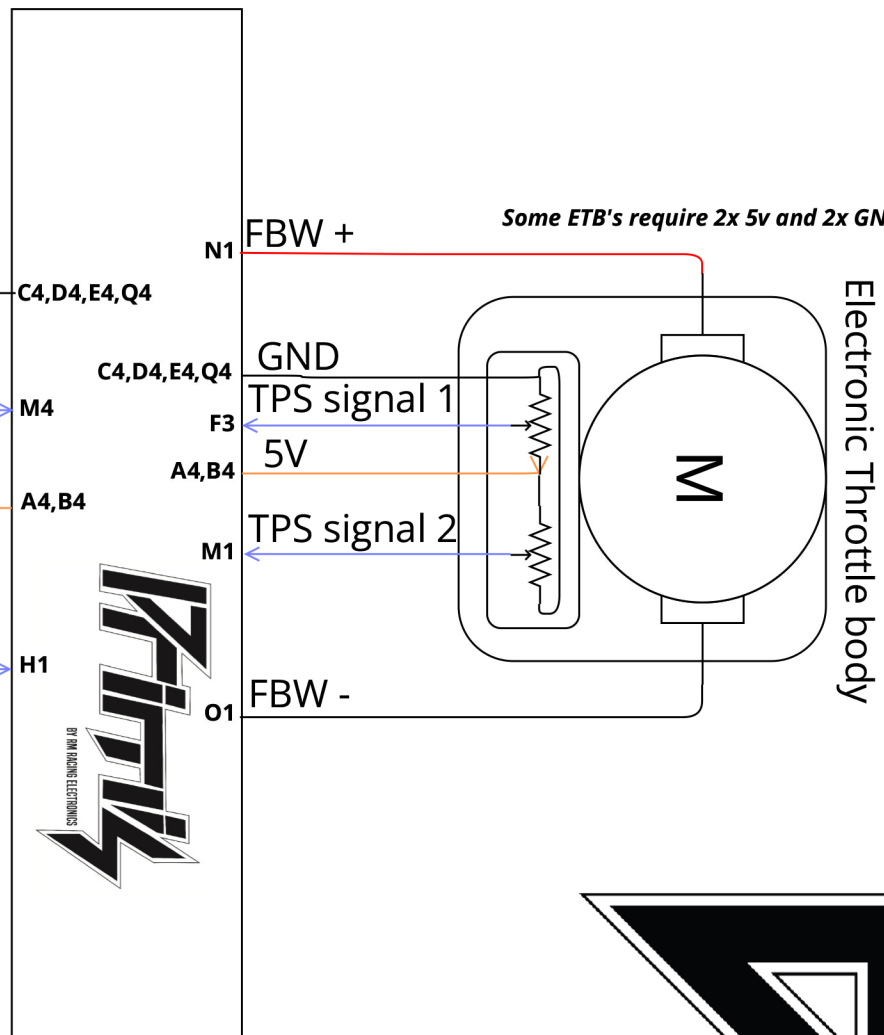 Some ETB's require 2x 5v and 2x GN
N1
FBW +
C4,D4,E4,Q4
C4,D4,E4,Q4
GND
TPS signal 1
M4
F3
5V
A4,B4
A4,B4
TPS signal 2
M1
M
Electronic Throttle body
H1
FBW -
O1
BY RM RACING ELECTRONICS